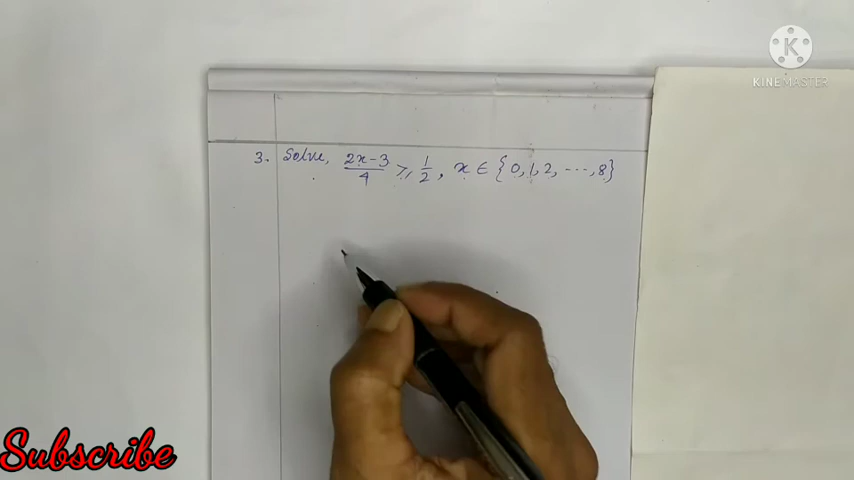 KINEMASTER
3. Solve, (2x-3)/4 ⩾ 1/2, x ∈ {0, 1, 2, ..., 8}
Subscribe